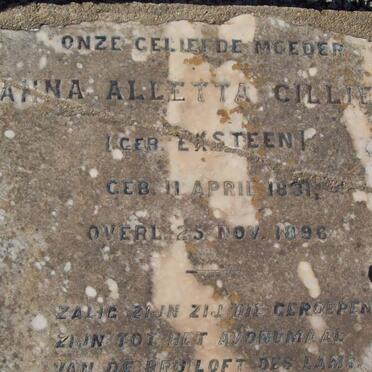 ONZE GELIEFDE MOEDER
ANNA ALLETTA CILLIE
(GEB. EKSTEEN)
GEB. 11 APRIL 1831
OVERL. 25 NOV. 1896
ZALIG ZIJN ZIJ DIE GEROEPEN
ZIJN TOT HET AVONDMAAL
VAN DE BRUILOFT DES LAMS